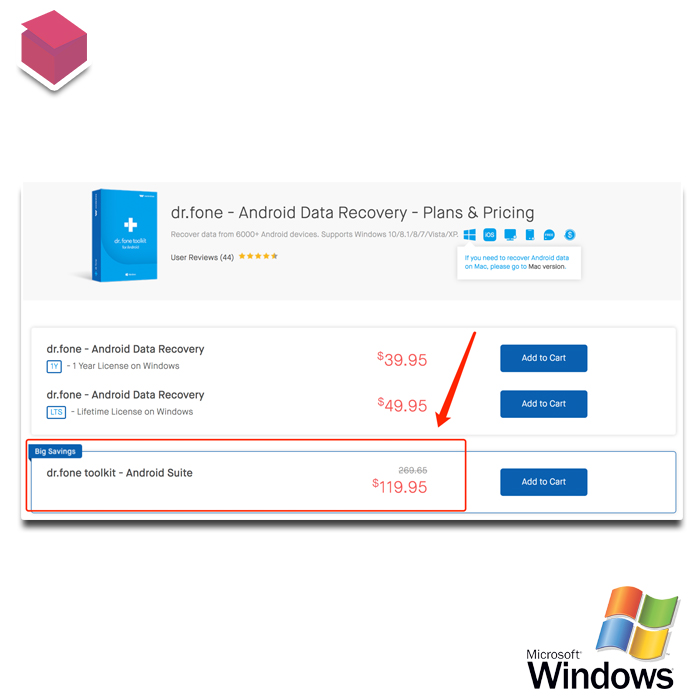 dr.fone - Android Data Recovery - Plans & Pricing
Recover data from 6000+ Android devices. Supports Windows 10/8.1/8/7/Vista/XP.
iOS
FREE
$
User Reviews (44)
If you need to recover Android data
on Mac, please go to Mac version.
dr.fone toolkit
for Android
dr.fone - Android Data Recovery
1Y - 1 Year License on Windows
$39.95
Add to Cart
dr.fone - Android Data Recovery
LTS - Lifetime License on Windows
$49.95
Add to Cart
Big Savings
dr.fone toolkit - Android Suite
269.65
$119.95
Add to Cart
Microsoft
Windows